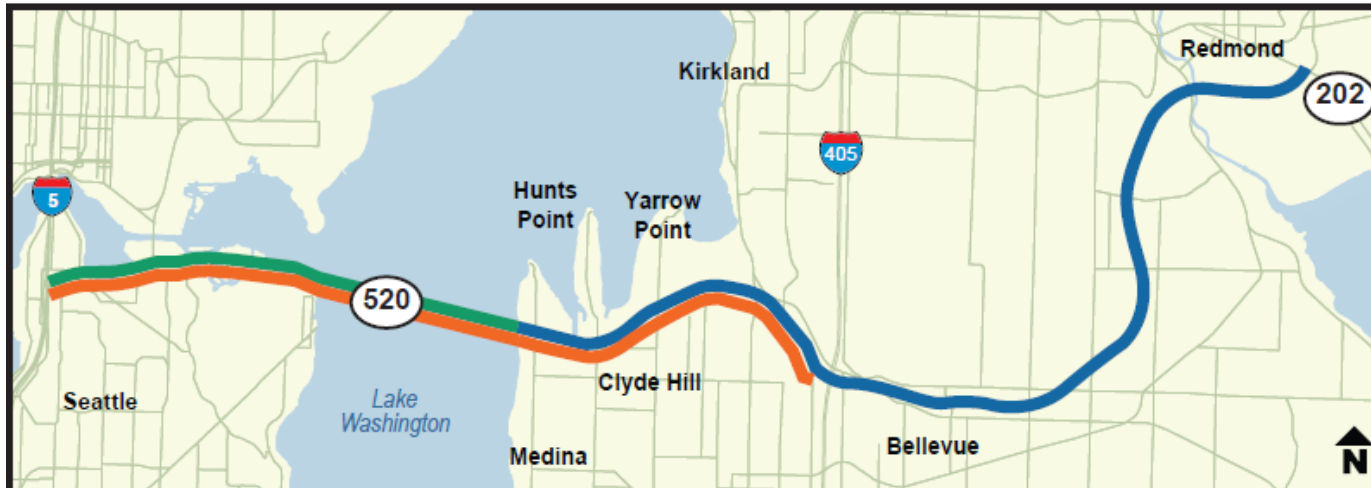 Redmond
Kirkland
202
405
Hunts
Point
Yarrow
Point
5
520
Clyde Hill
Seattle
Lake
Washington
Medina
Bellevue
N